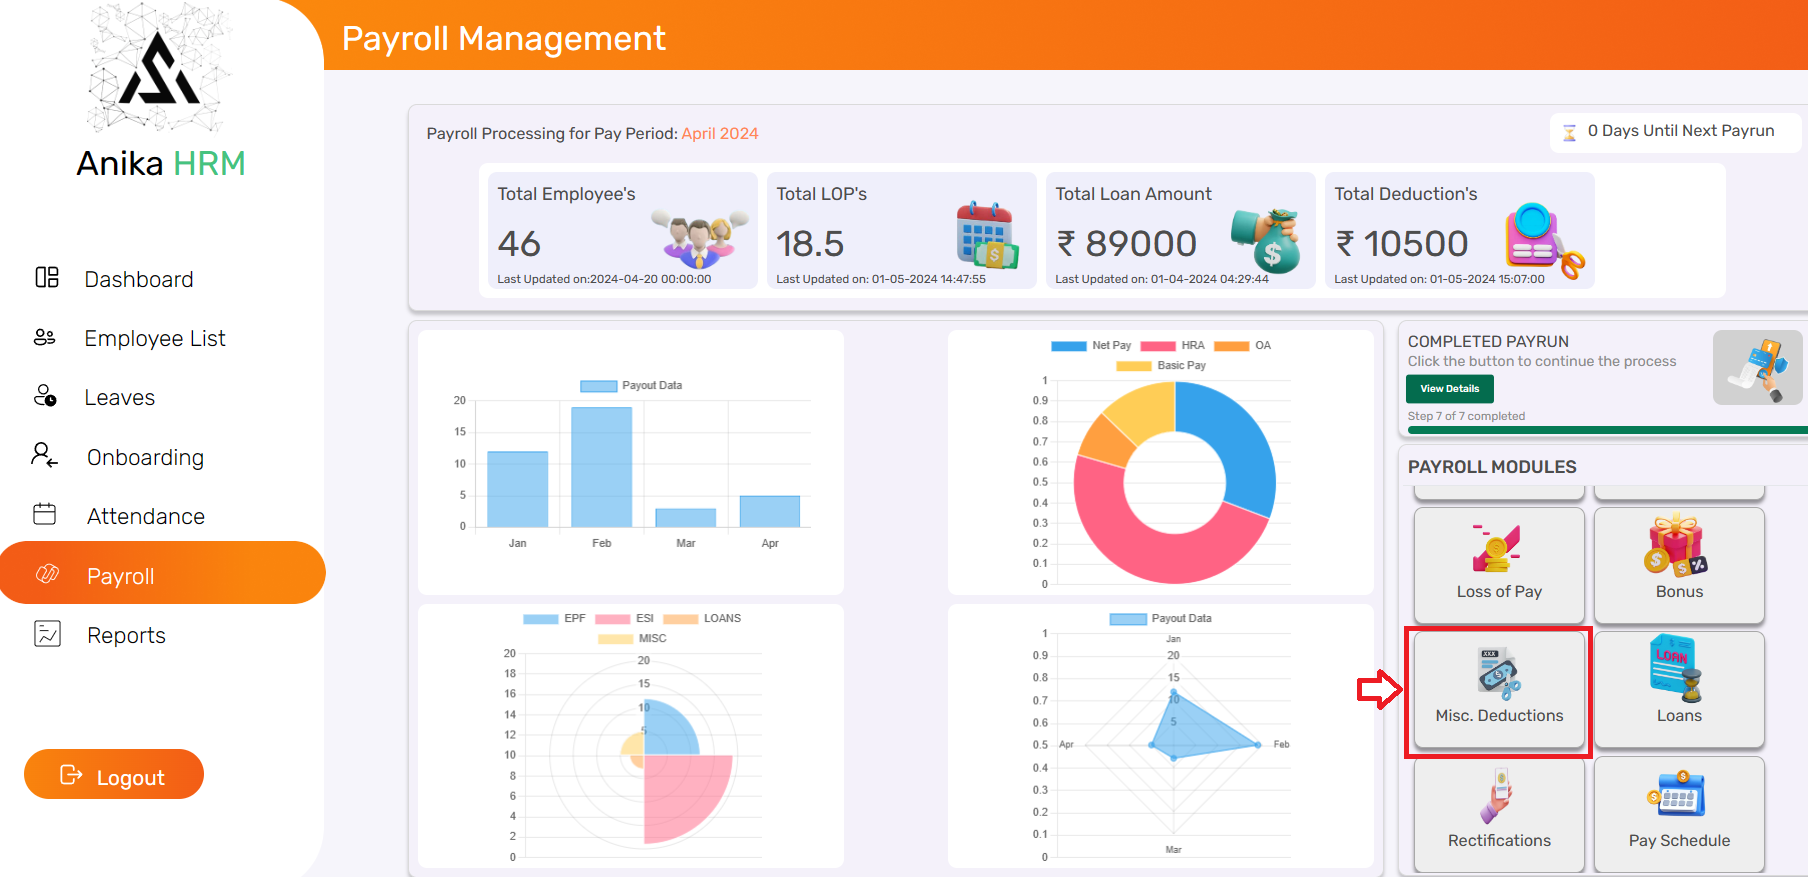 Anika HRM
Dashboard
Employee List
Leaves
Onboarding
Attendance
Payroll
Reports
Logout
Payroll Management
Payroll Processing for Pay Period: April 2024
0 Days Until Next Payrun
Total Employee's
46
Last Updated on:2024-04-20 00:00:00
Total LOP's
18.5
Last Updated on: 01-05-2024 14:47:55
Total Loan Amount
₹ 89000
Last Updated on: 01-04-2024 04:29:44
Total Deduction's
₹ 10500
Last Updated on: 01-05-2024 15:07:00
Payout Data
20
15
10
5
0
Jan Feb Mar Apr
Net Pay HRA OA
Basic Pay
1
0.9
0.8
0.7
0.6
0.5
0.4
0.3
0.2
0.1
0
EPF ESI LOANS
MISC
20
18
16
14
12
10
8
6
4
2
0
20
15
10
5
Payout Data
1
0.9
0.8
0.7
0.6
0.5
0.4
0.3
0.2
0.1
0
Jan
20
15
10
5
Apr
Feb
Mar
COMPLETED PAYRUN
Click the button to continue the process
View Details
Step 7 of 7 completed
PAYROLL MODULES
Loss of Pay
Bonus
XXX
Misc. Deductions
LOAN
Loans
Rectifications
Pay Schedule